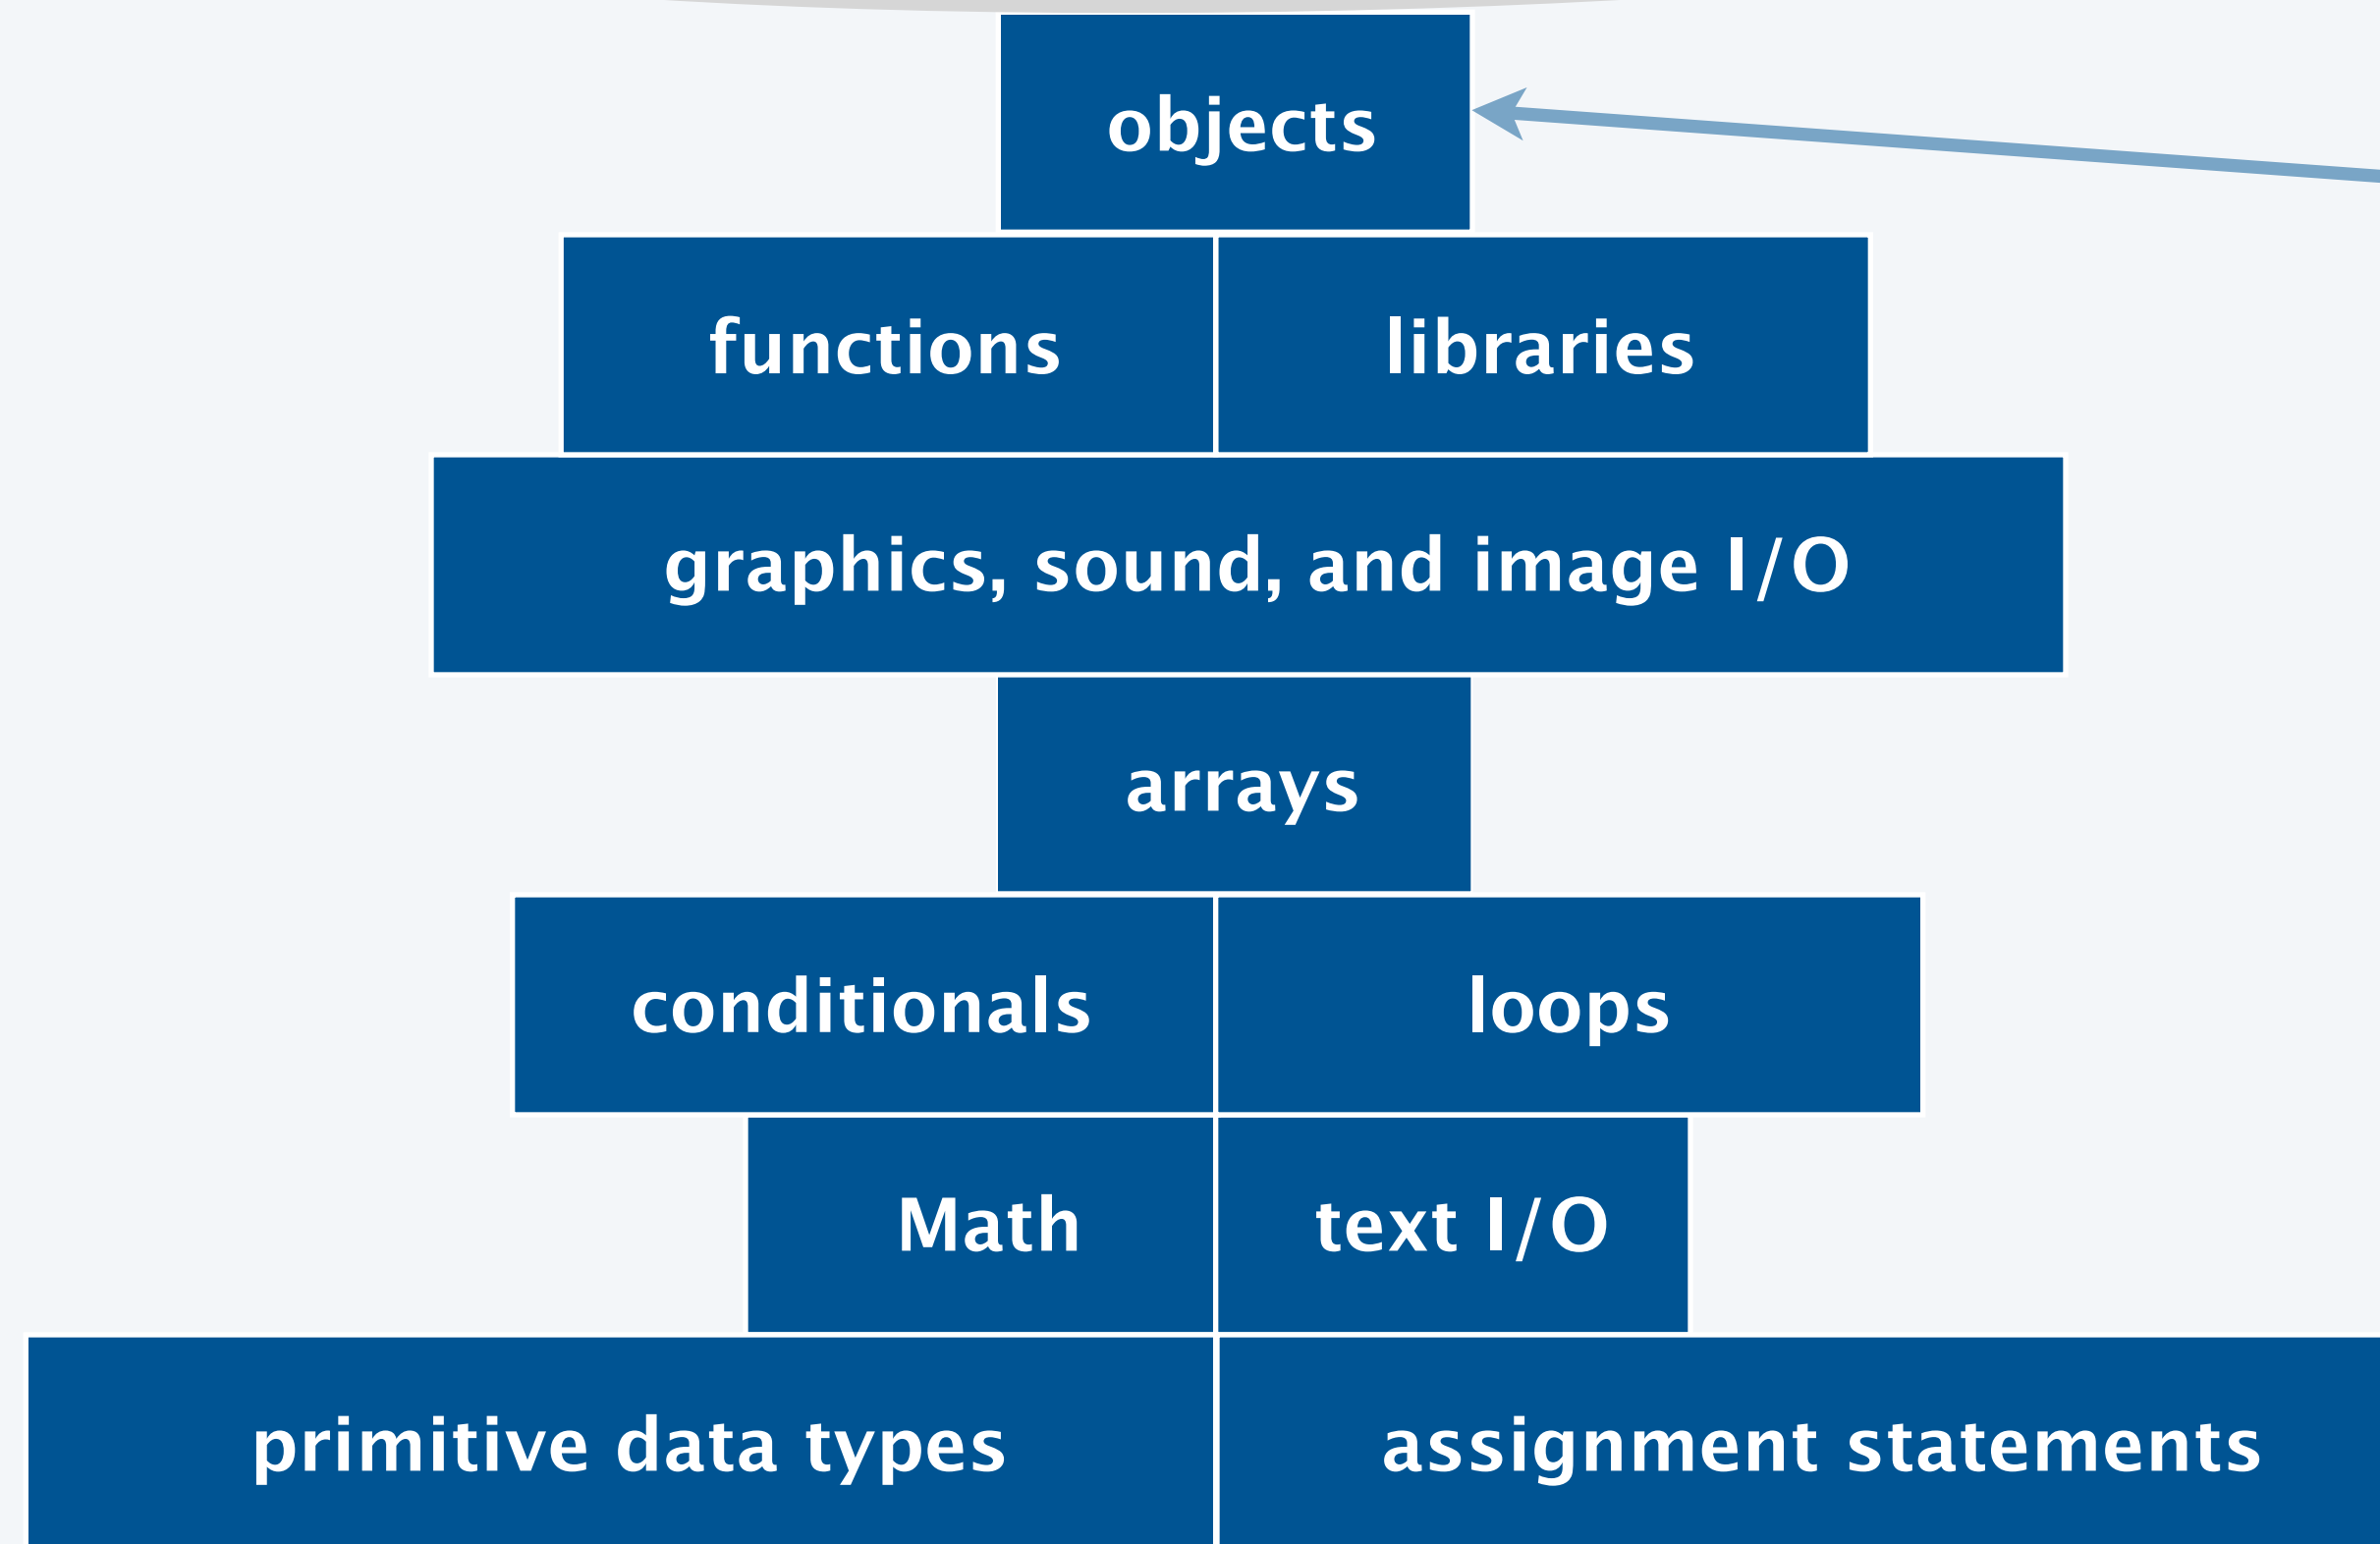 objects
functions libraries
graphics, sound, and image I/O
arrays
conditionals loops
Math text I/O
primitive data types assignment statements